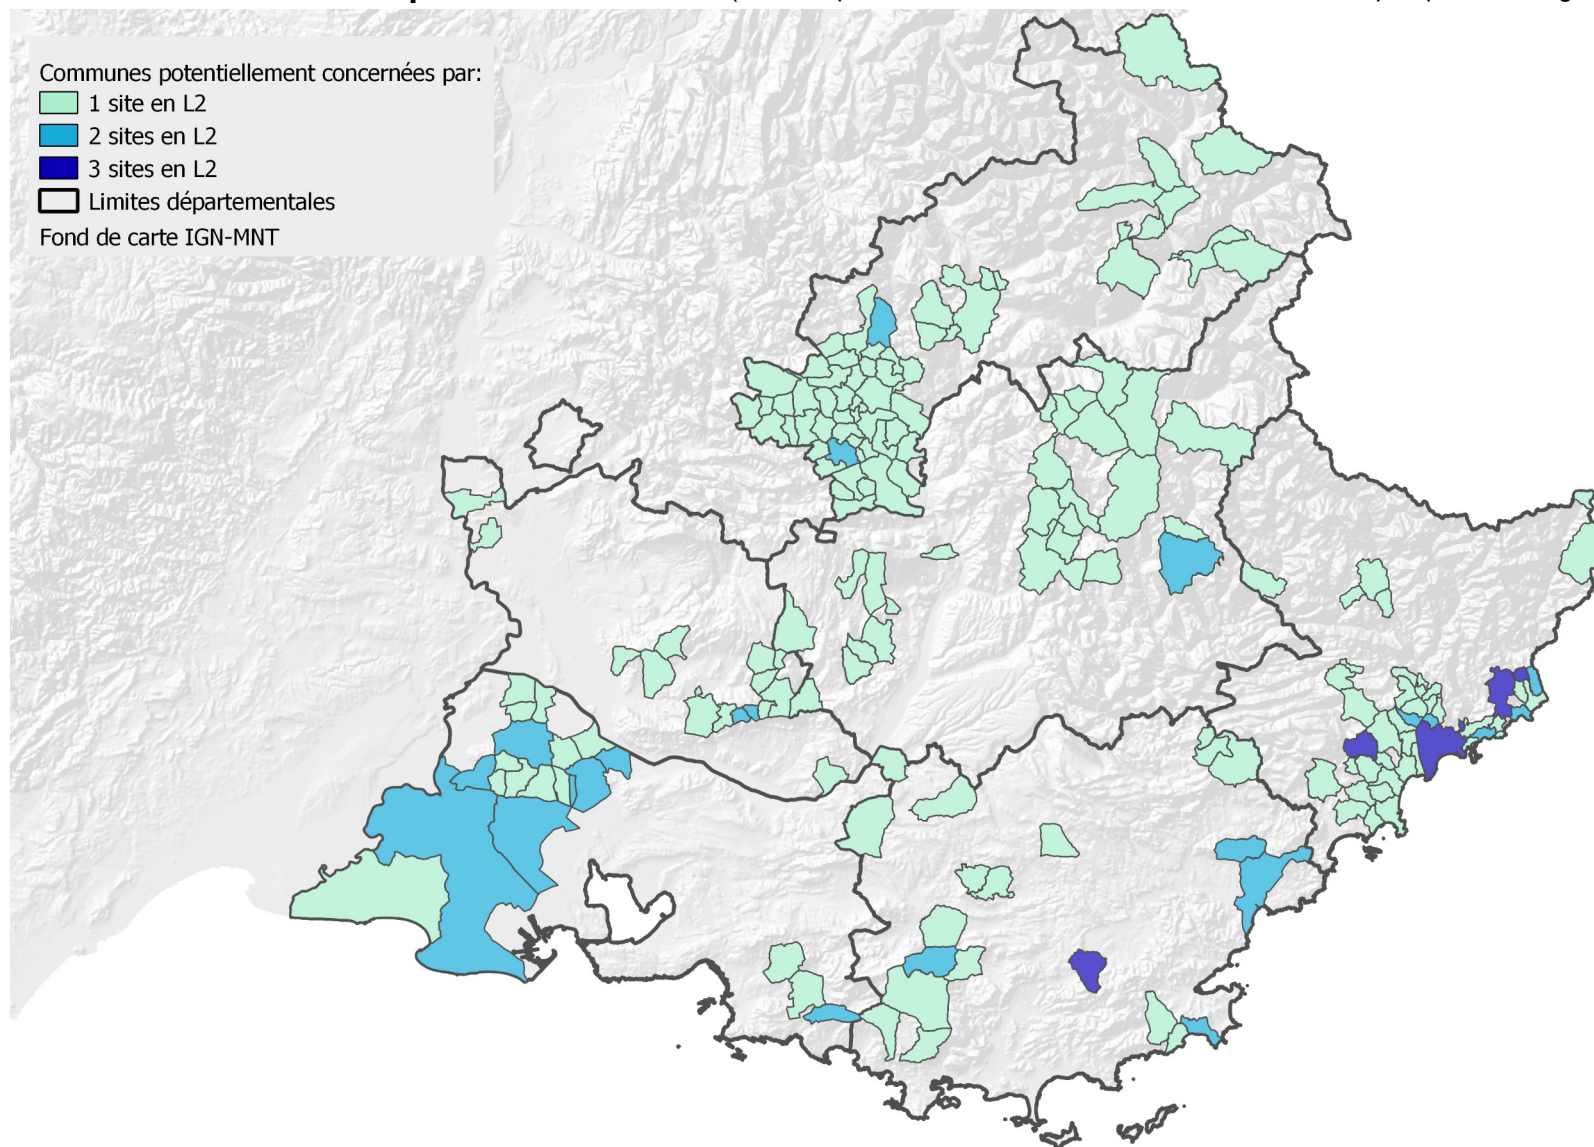 Communes potentiellement concernées par:
1 site en L2
2 sites en L2
3 sites en L2
Limites départementales
Fond de carte IGN-MNT